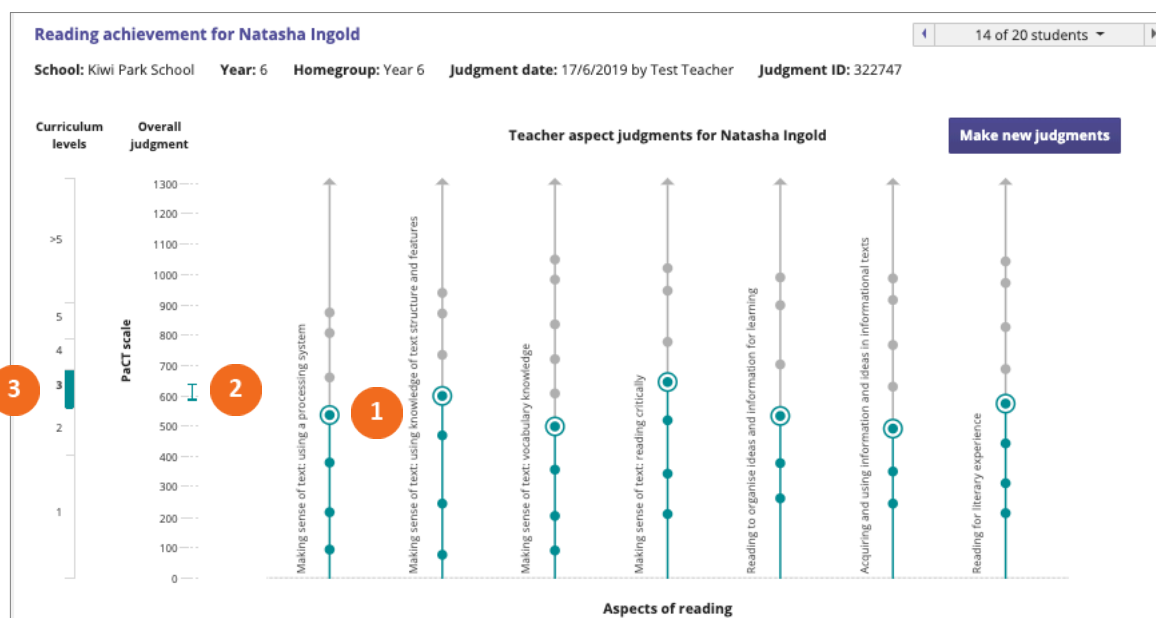 Reading achievement for Natasha Ingold
14 of 20 students
School: Kiwi Park School Year: 6 Homegroup: Year 6 Judgment date: 17/6/2019 by Test Teacher Judgment ID: 322747
Curriculum
levels
Overall
judgment
Teacher aspect judgments for Natasha Ingold
Make new judgments
>5
5
4
3
2
1
PaCT scale
1300
1200
1100
1000
900
800
700
600
500
400
300
200
100
0
3
2
1
Making sense of text: using a processing system
Making sense of text: using knowledge of text structure and features
Making sense of text: vocabulary knowledge
Making sense of text: reading critically
Reading to organise ideas and information for learning
Acquiring and using information and ideas in informational texts
Reading for literary experience
Aspects of reading